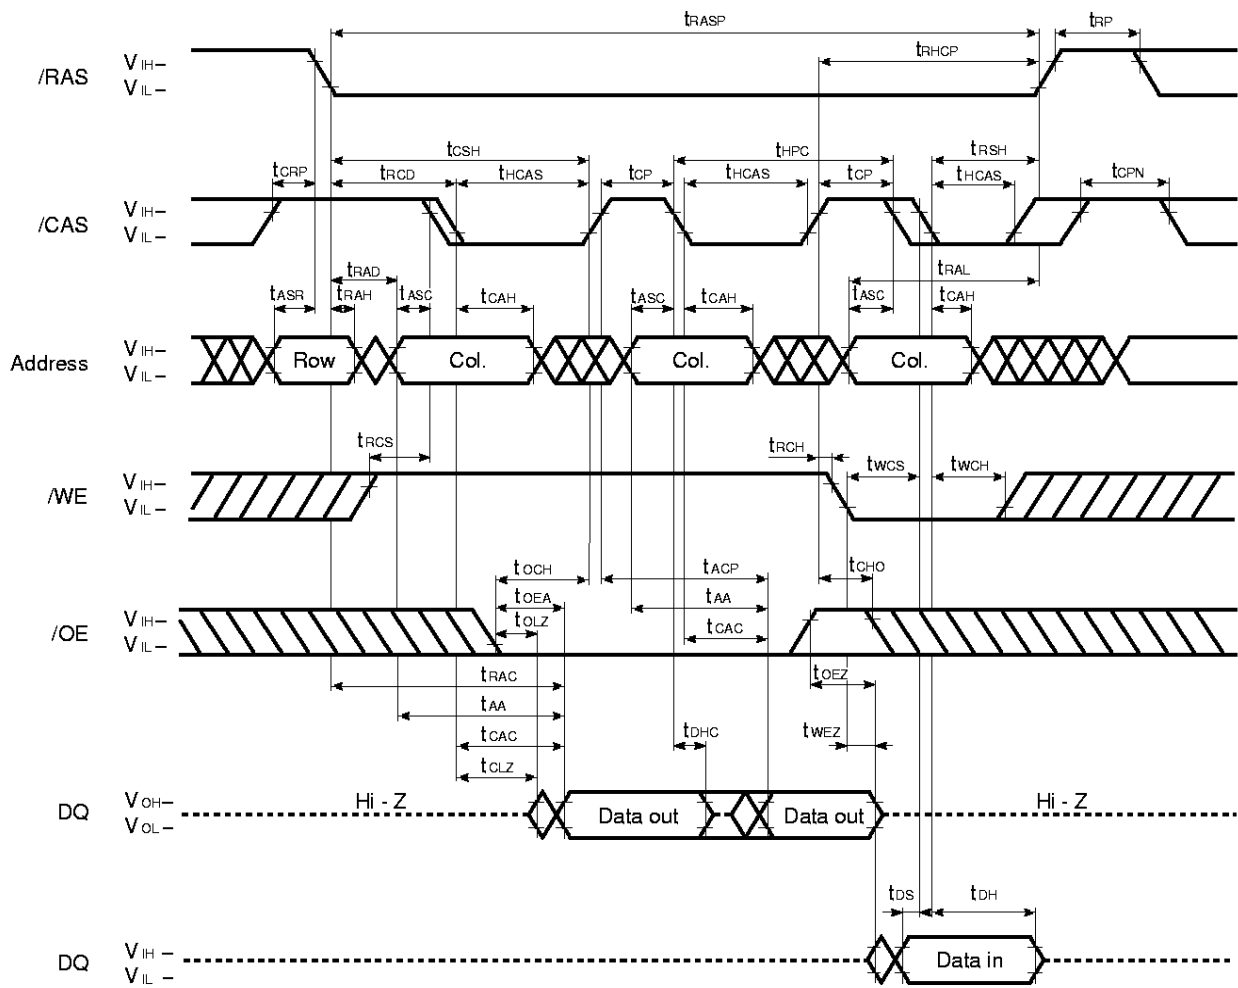 tRASP
tRP
tRHCP
/RAS
VIH–
VIL–
tCSH
tHPC
tRSH
tCRP
tRCD
tHCAS
tCP
tHCAS
tCP
tHCAS
tCPN
/CAS
VIH–
VIL–
tRAD
tRAL
tASR
tRAH
tASC
tCAH
tASC
tCAH
tASC
tCAH
Address
VIH–
VIL–
Row
Col.
Col.
Col.
tRCS
tRCH
tWCS
tWCH
/WE
VIH–
VIL–
tOCH
tACP
tCHO
tOEA
tAA
tOLZ
tCAC
/OE
VIH–
VIL–
tRAC
tOEZ
tAA
tCAC
tDHC
tWEZ
tCLZ
DQ
VOH–
VOL–
Hi - Z
Data out
Data out
Hi - Z
tDS
tDH
DQ
VIH –
VIL –
Data in